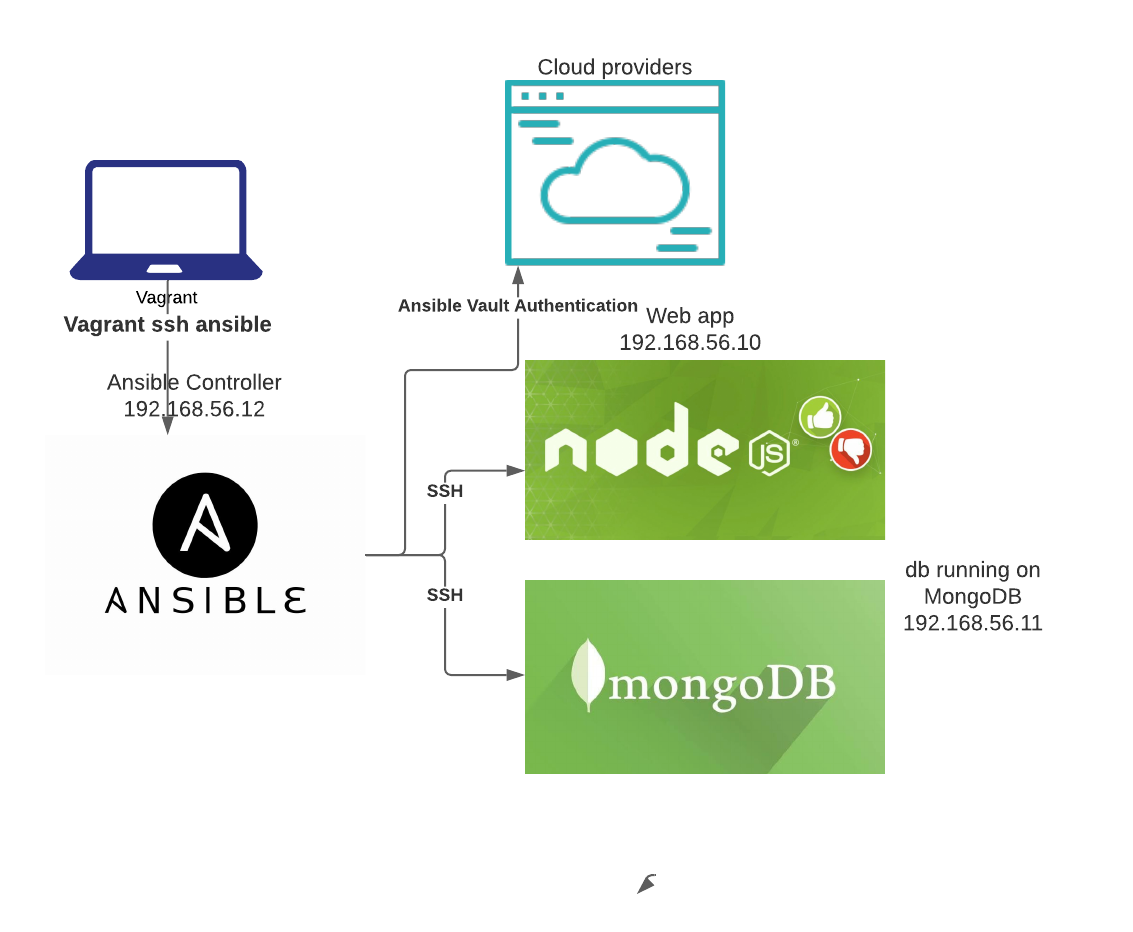 Cloud providers
Vagrant
Vagrant ssh ansible
Ansible Vault Authentication
Web app
192.168.56.10
Ansible Controller
192.168.56.12
node JS ®
SSH
ANSIBLE
SSH
db running on
MongoDB
192.168.56.11
mongoDB